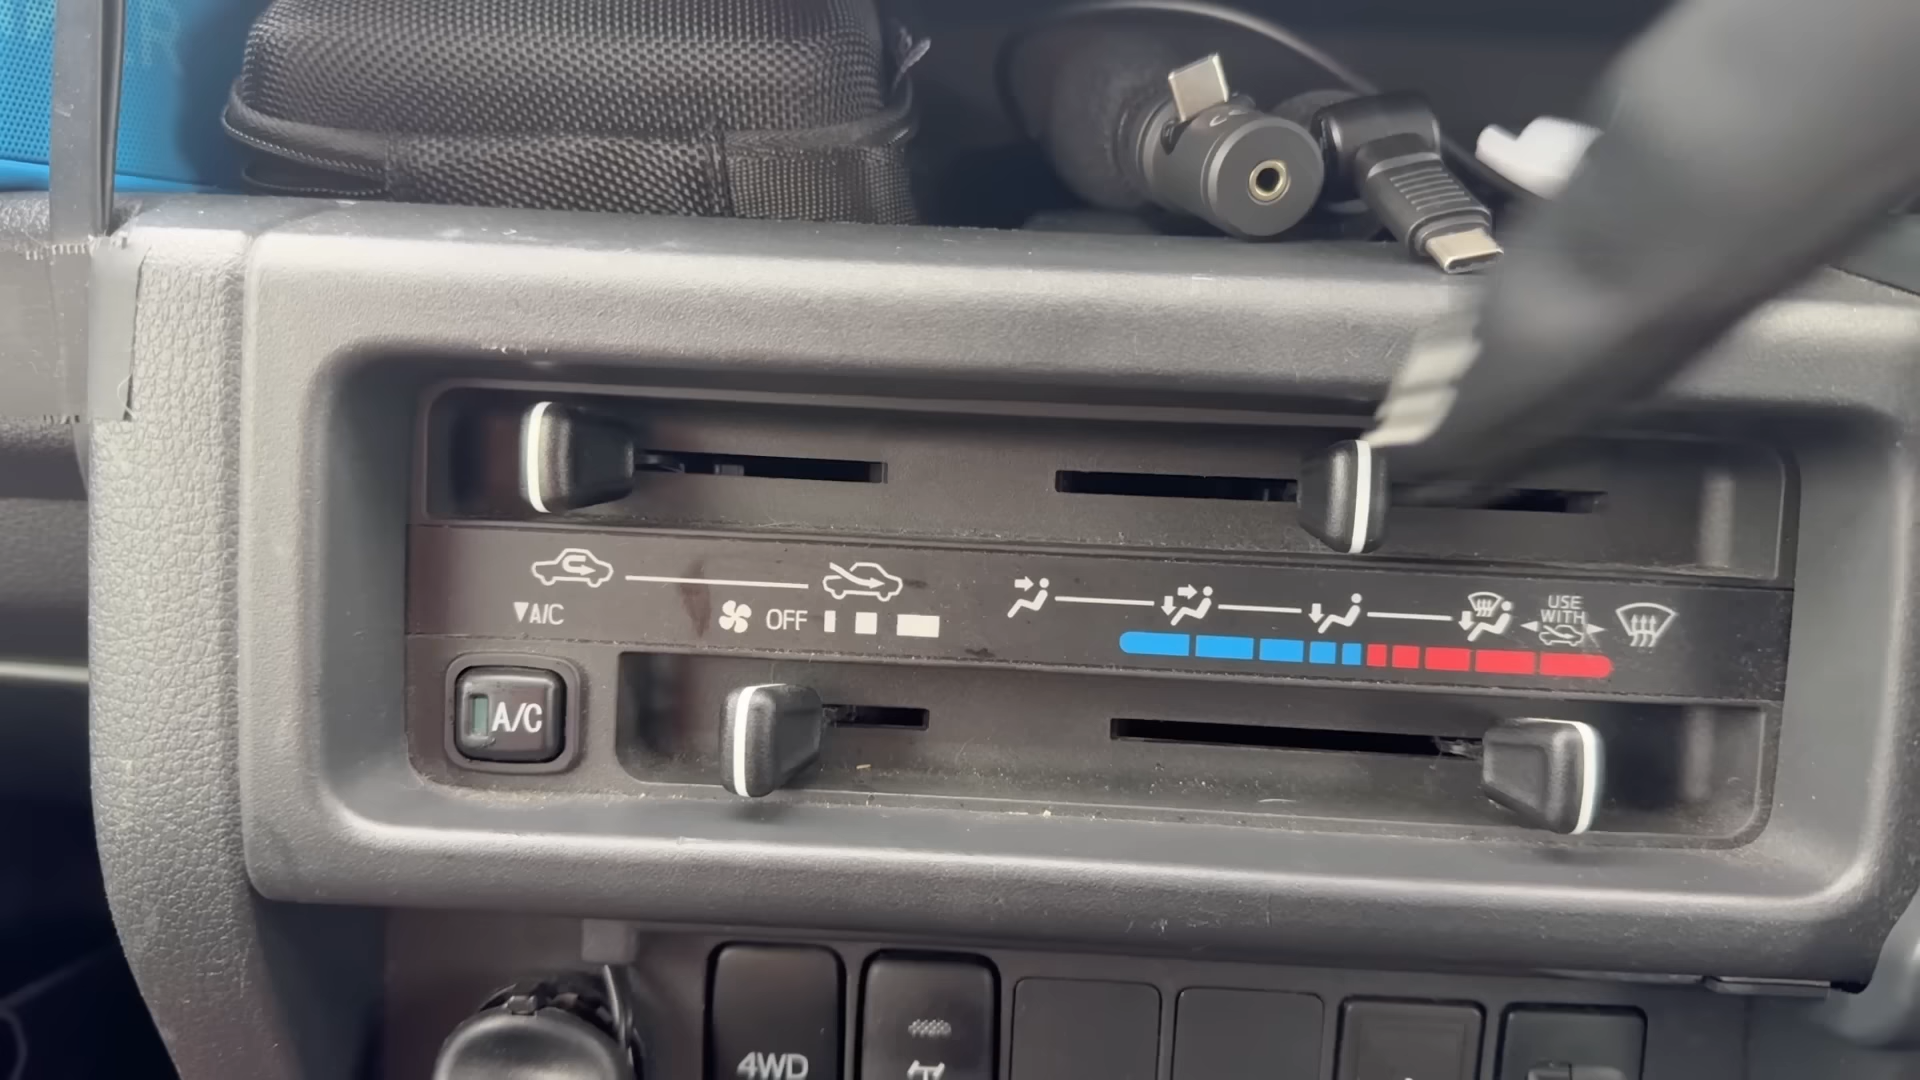 USE
WITH
▼A/C
OFF
A/C
4WD